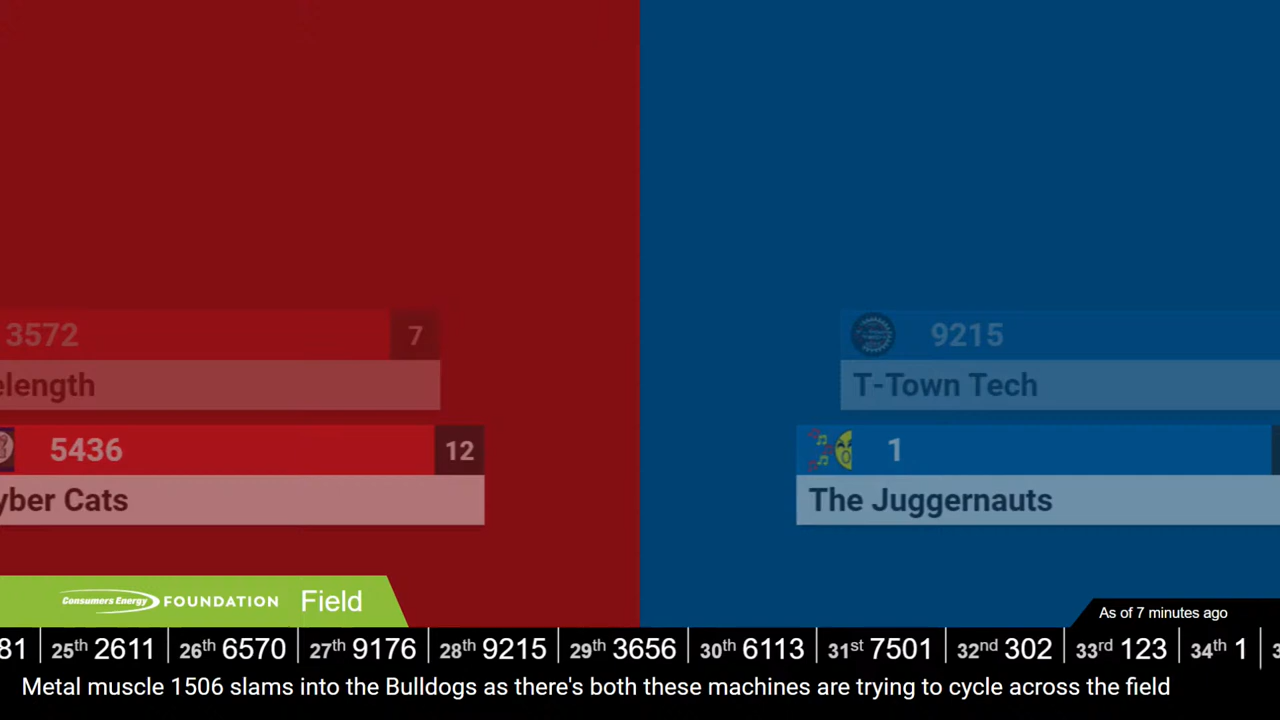 3572 7
elength
5436 12
yber Cats
9215
T-Town Tech
1
The Juggernauts
Consumers Energy FOUNDATION Field
As of 7 minutes ago
81 25th 2611 26th 6570 27th 9176 28th 9215 29th 3656 30th 6113 31st 7501 32nd 302 33rd 123 34th 1 3
Metal muscle 1506 slams into the Bulldogs as there's both these machines are trying to cycle across the field